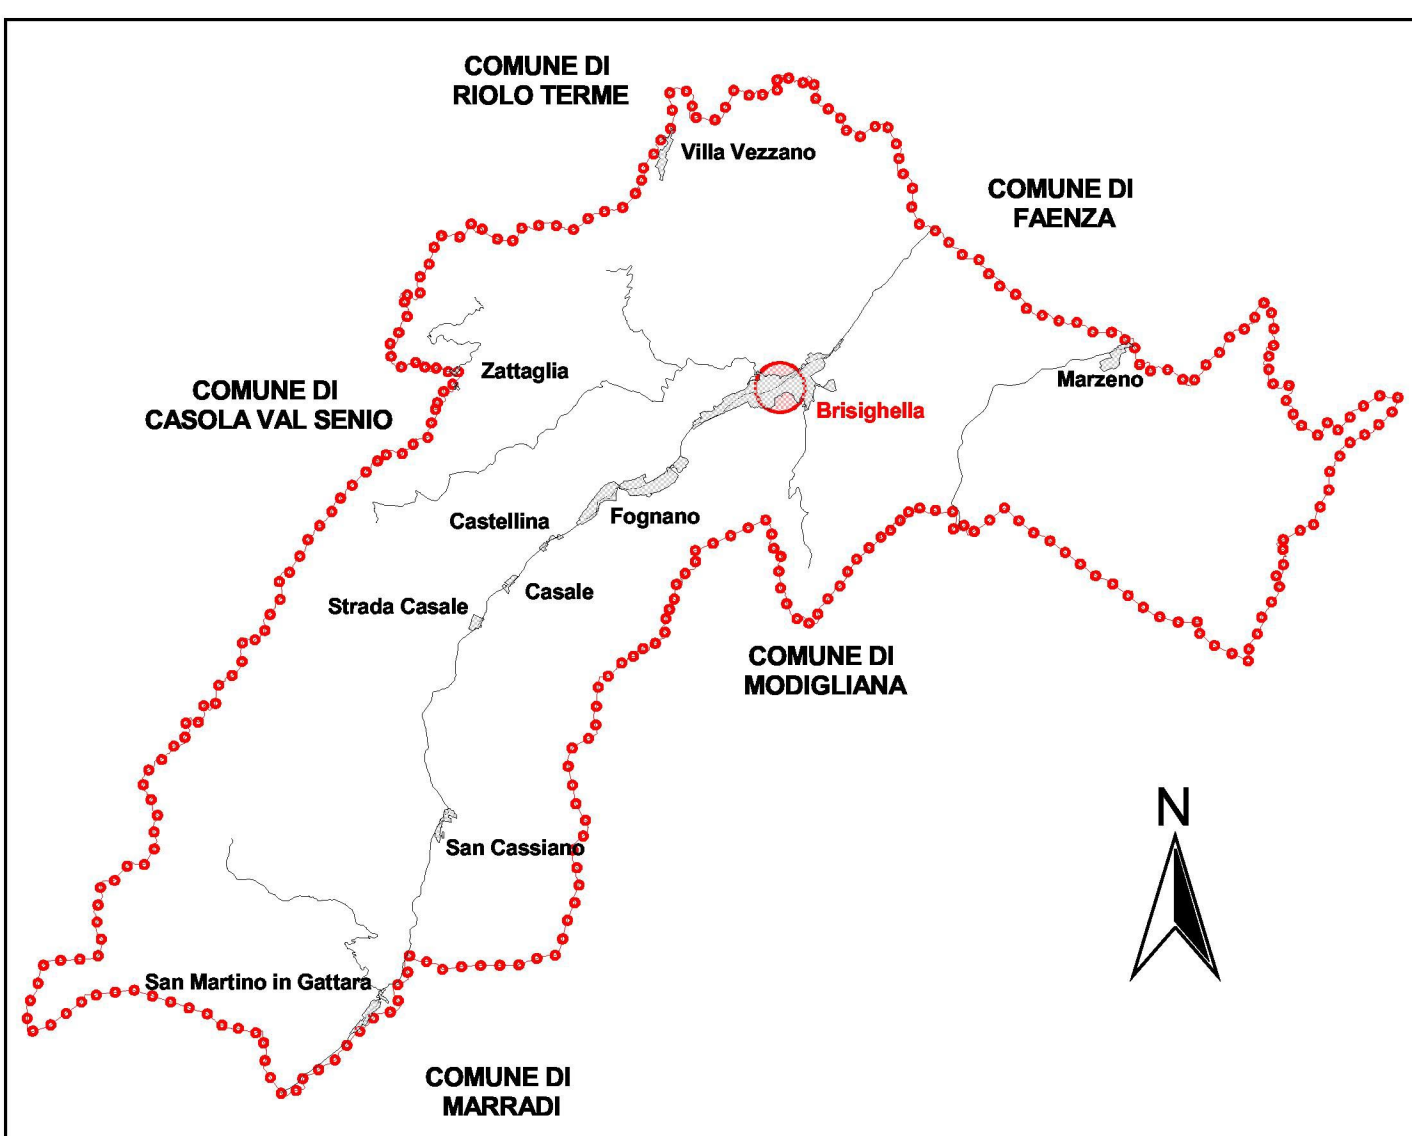 COMUNE DI
RIOLO TERME
Villa Vezzano
COMUNE DI
FAENZA
Zattaglia
Marzeno
COMUNE DI
CASOLA VAL SENIO
Brisighella
Castellina
Fognano
Casale
Strada Casale
COMUNE DI
MODIGLIANA
N
San Cassiano
San Martino in Gattara
COMUNE DI
MARRADI